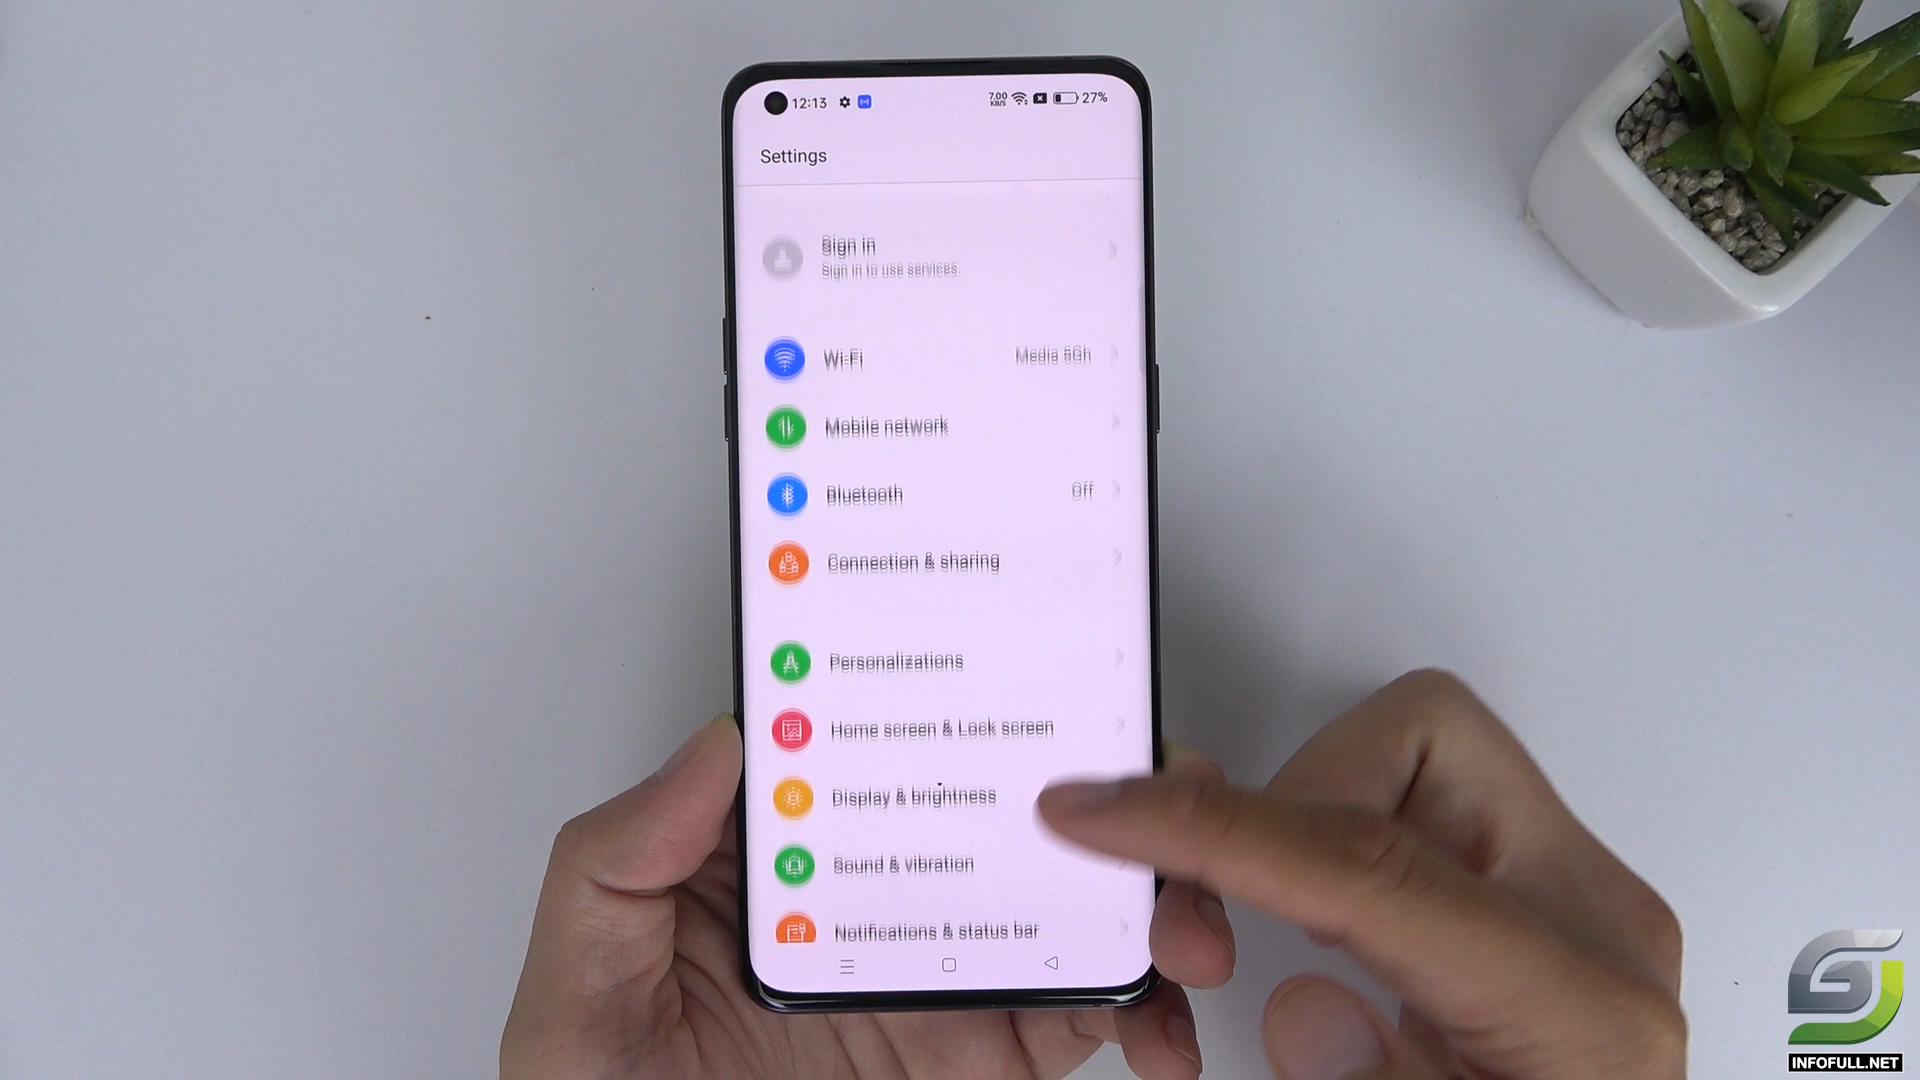 12:13
7.00
KB/S
27%
Settings
Sign in
Sign in to use services.
Wi-Fi
Media 5Gh
Mobile network
Bluetooth
Off
Connection & sharing
Personalizations
Home screen & Lock screen
Display & brightness
Sound & vibration
Notifications & status bar
INFOFULL.NET